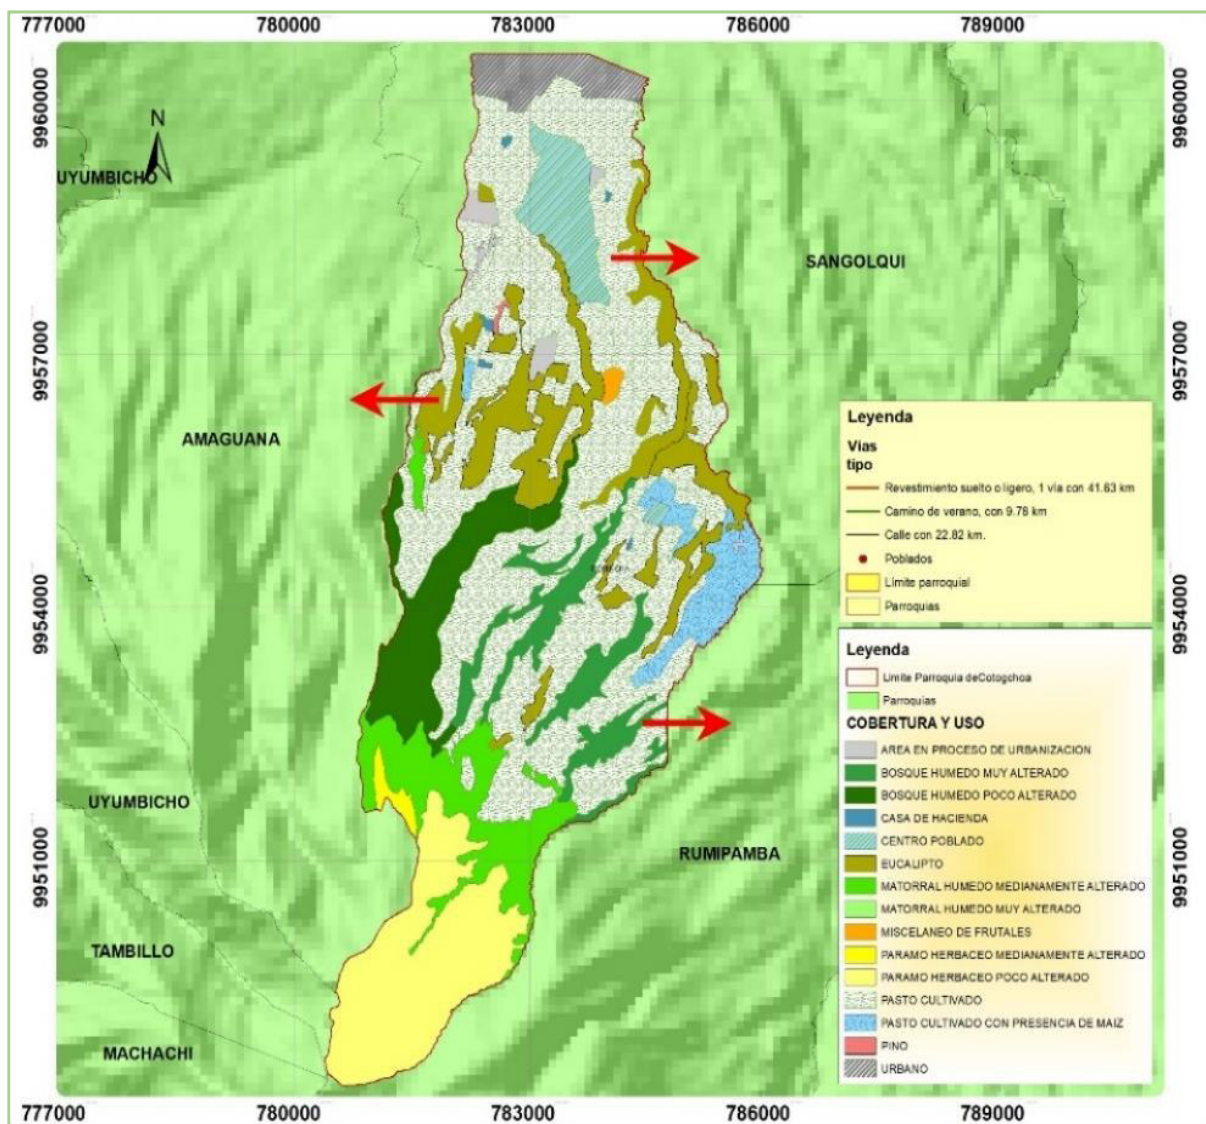 777000 780000 783000 786000 789000
9960000
9960000
N
UYUMBICHO
SANGOLQUI
9957000
9957000
AMAGUANA
Leyenda
Vías
tipo
Revestimiento suelto o ligero, 1 vía con 41.63 km
Camino de verano, con 9.78 km
Calle con 22.82 km.
Poblados
Límite parroquial
Parroquias
9954000
9954000
Leyenda
Límite Parroquia deCotogchoa
Parroquias
COBERTURA Y USO
AREA EN PROCESO DE URBANIZACION
BOSQUE HUMEDO MUY ALTERADO
BOSQUE HUMEDO POCO ALTERADO
CASA DE HACIENDA
CENTRO POBLADO
EUCALIPTO
MATORRAL HUMEDO MEDIANAMENTE ALTERADO
MATORRAL HUMEDO MUY ALTERADO
MISCELANEO DE FRUTALES
PARAMO HERBACEO MEDIANAMENTE ALTERADO
PARAMO HERBACEO POCO ALTERADO
PASTO CULTIVADO
PASTO CULTIVADO CON PRESENCIA DE MAIZ
PINO
URBANO
UYUMBICHO
RUMIPAMBA
9951000
9951000
TAMBILLO
MACHACHI
777000 780000 783000 786000 789000